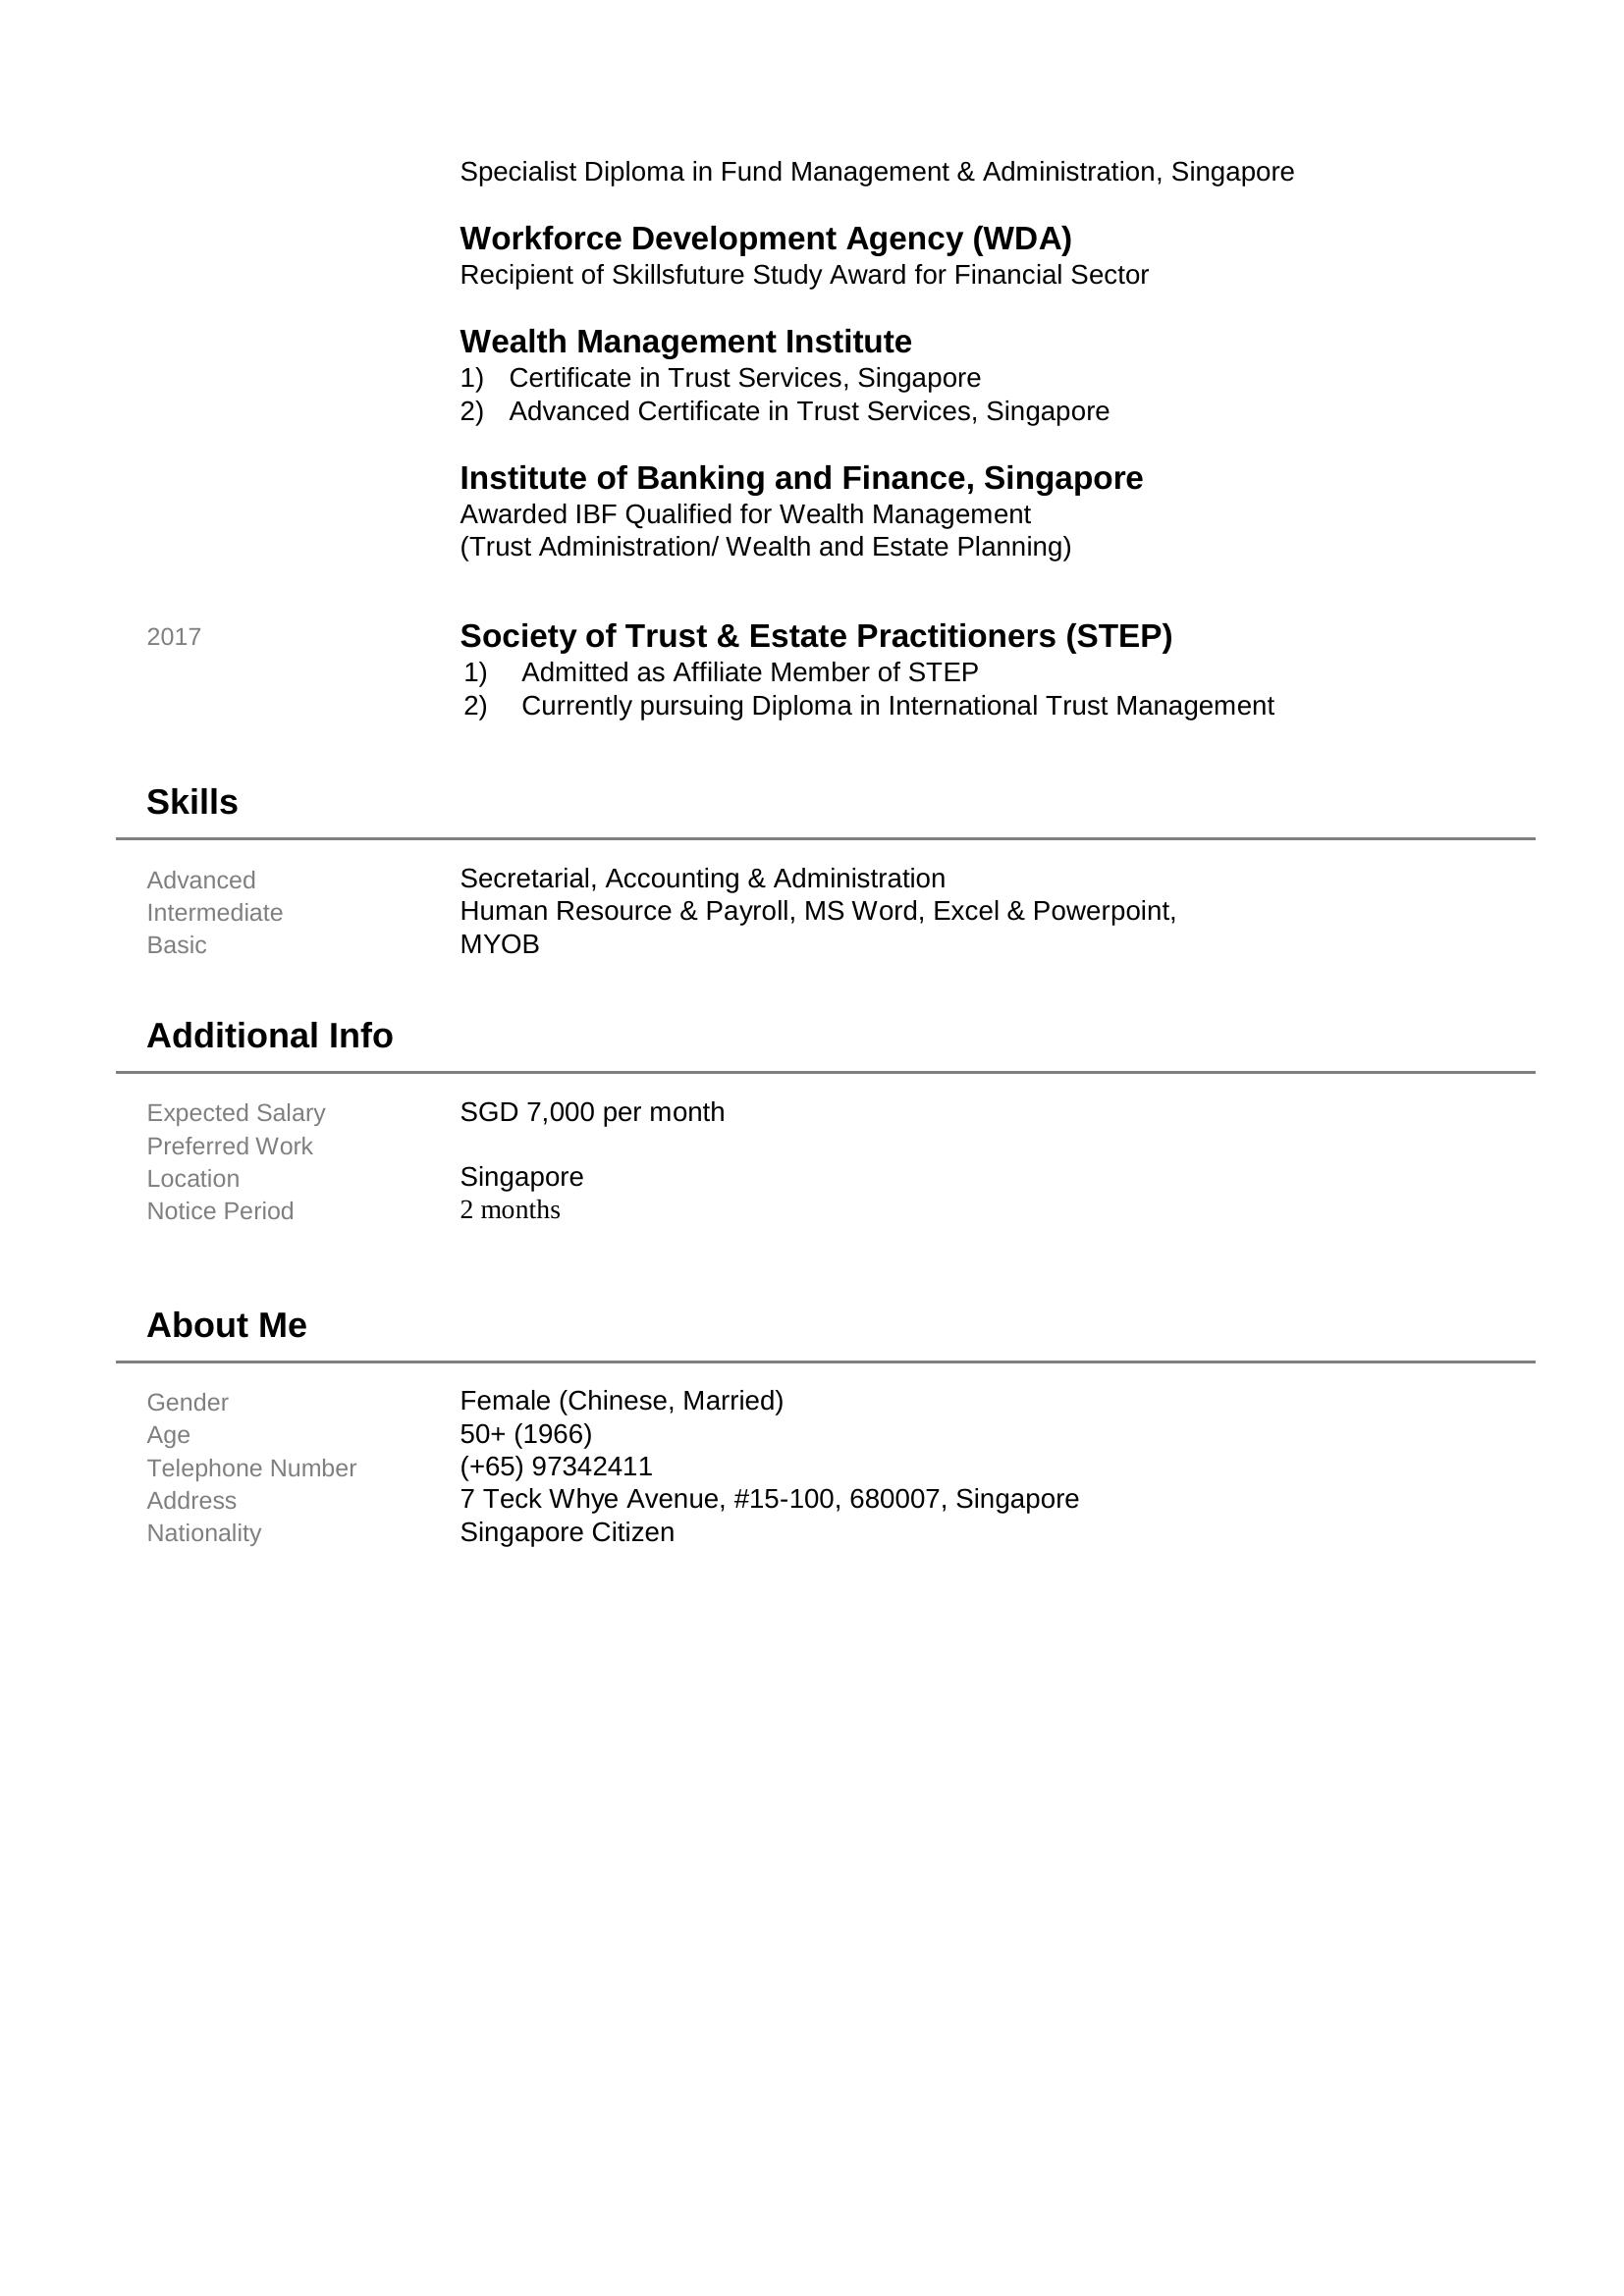 Specialist Diploma in Fund Management & Administration, Singapore
Workforce Development Agency (WDA)
Recipient of Skillsfuture Study Award for Financial Sector
Wealth Management Institute
1) Certificate in Trust Services, Singapore
2) Advanced Certificate in Trust Services, Singapore
Institute of Banking and Finance, Singapore
Awarded IBF Qualified for Wealth Management
(Trust Administration/ Wealth and Estate Planning)
2017 Society of Trust & Estate Practitioners (STEP)
1) Admitted as Affiliate Member of STEP
2) Currently pursuing Diploma in International Trust Management
Skills
Advanced Secretarial, Accounting & Administration
Intermediate Human Resource & Payroll, MS Word, Excel & Powerpoint,
Basic MYOB
Additional Info
Expected Salary SGD 7,000 per month
Preferred Work
Location Singapore
Notice Period 2 months
About Me
Gender Female (Chinese, Married)
Age 50+ (1966)
Telephone Number (+65) 97342411
Address 7 Teck Whye Avenue, #15-100, 680007, Singapore
Nationality Singapore Citizen